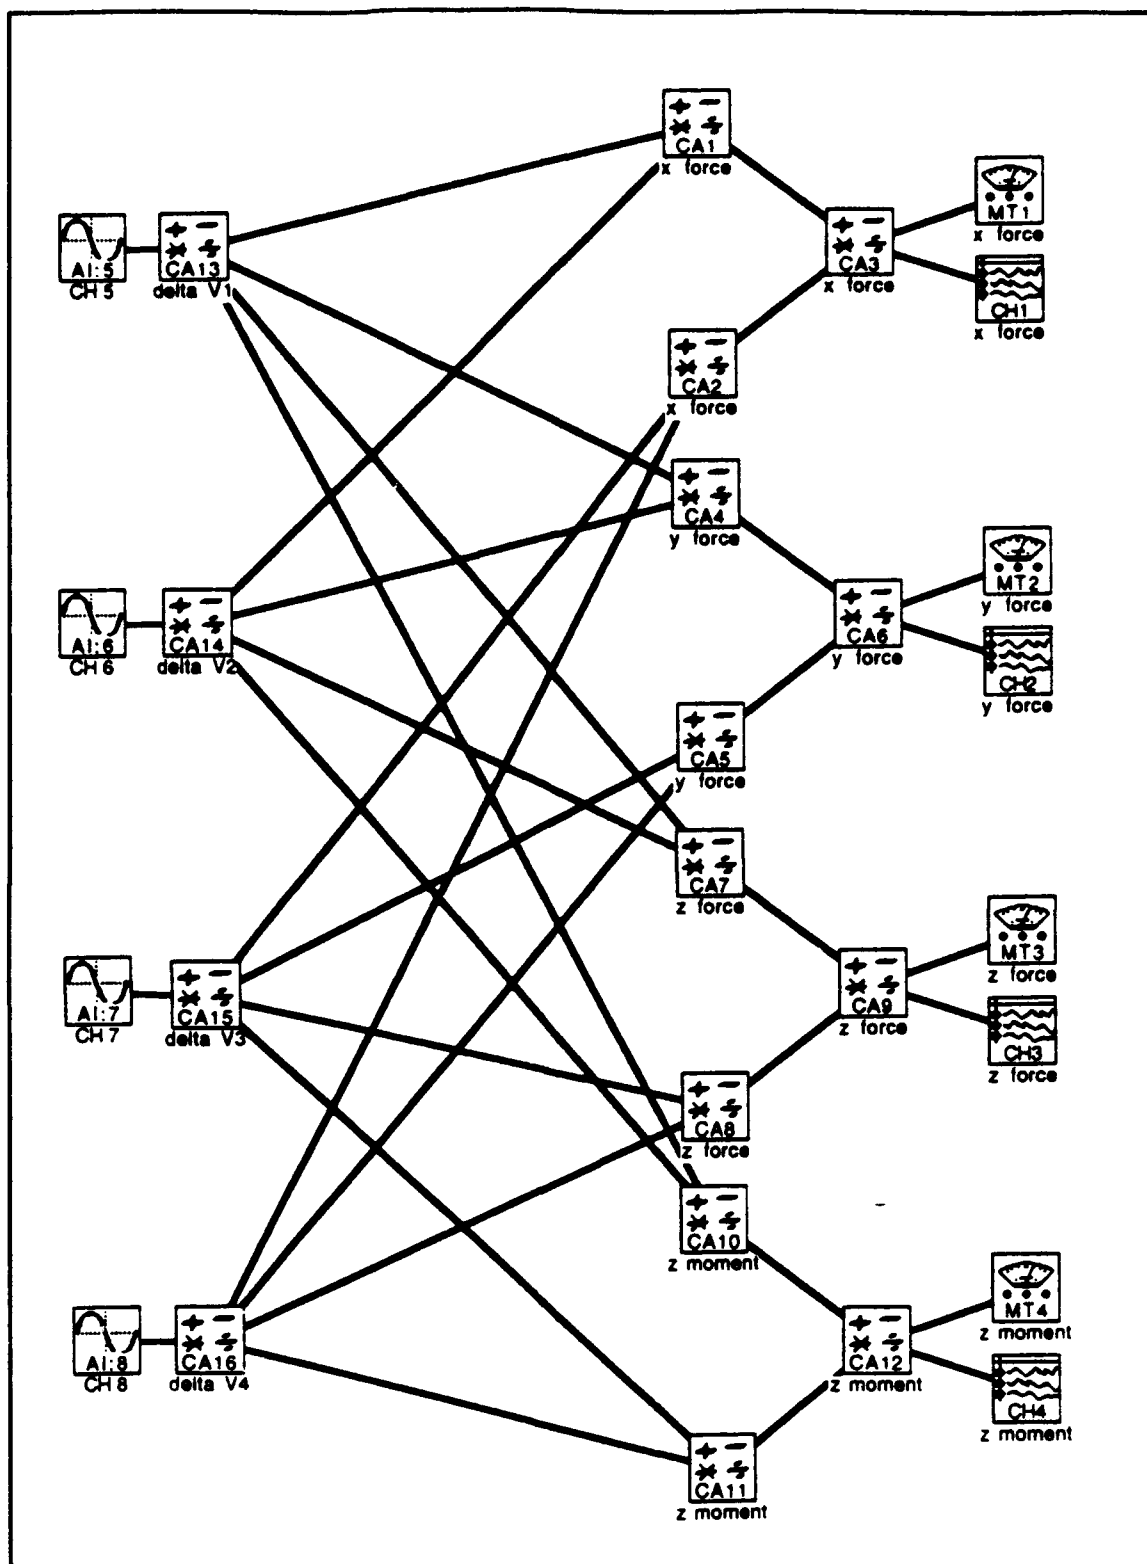 CA1
x force
AI:5
CH 5
CA13
delta V1
CA3
x force
MT1
x force
CH1
x force
CA2
x force
CA4
y force
AI:6
CH 6
CA14
delta V2
CA6
y force
MT2
y force
CH2
y force
CA5
y force
CA7
z force
AI:7
CH 7
CA15
delta V3
CA9
z force
MT3
z force
CH3
z force
CA8
z force
CA10
z moment
AI:8
CH 8
CA16
delta V4
CA12
z moment
MT4
z moment
CH4
z moment
CA11
z moment